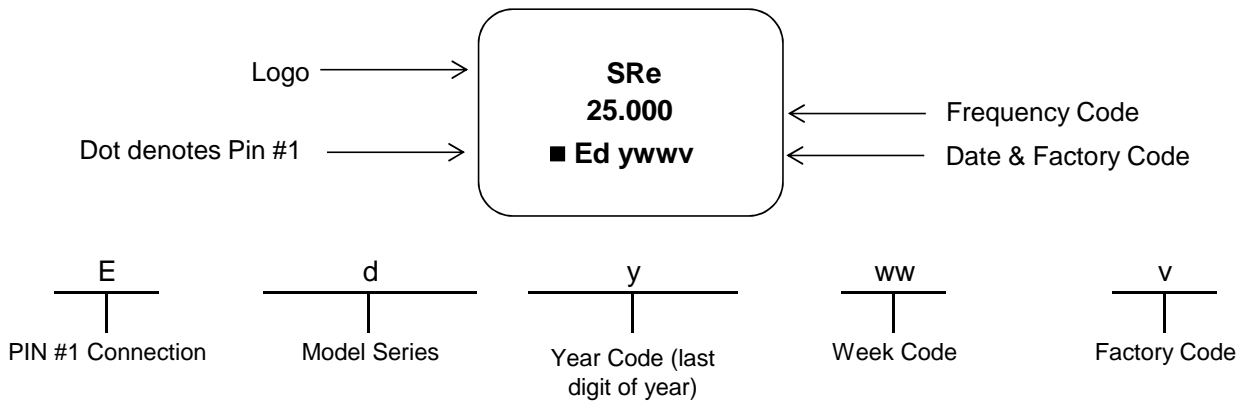 Logo
SRe
25.000
Frequency Code
Dot denotes Pin #1
■ Ed ywwv
Date & Factory Code
E
d
y
ww
v
PIN #1 Connection
Model Series
Year Code (last
digit of year)
Week Code
Factory Code